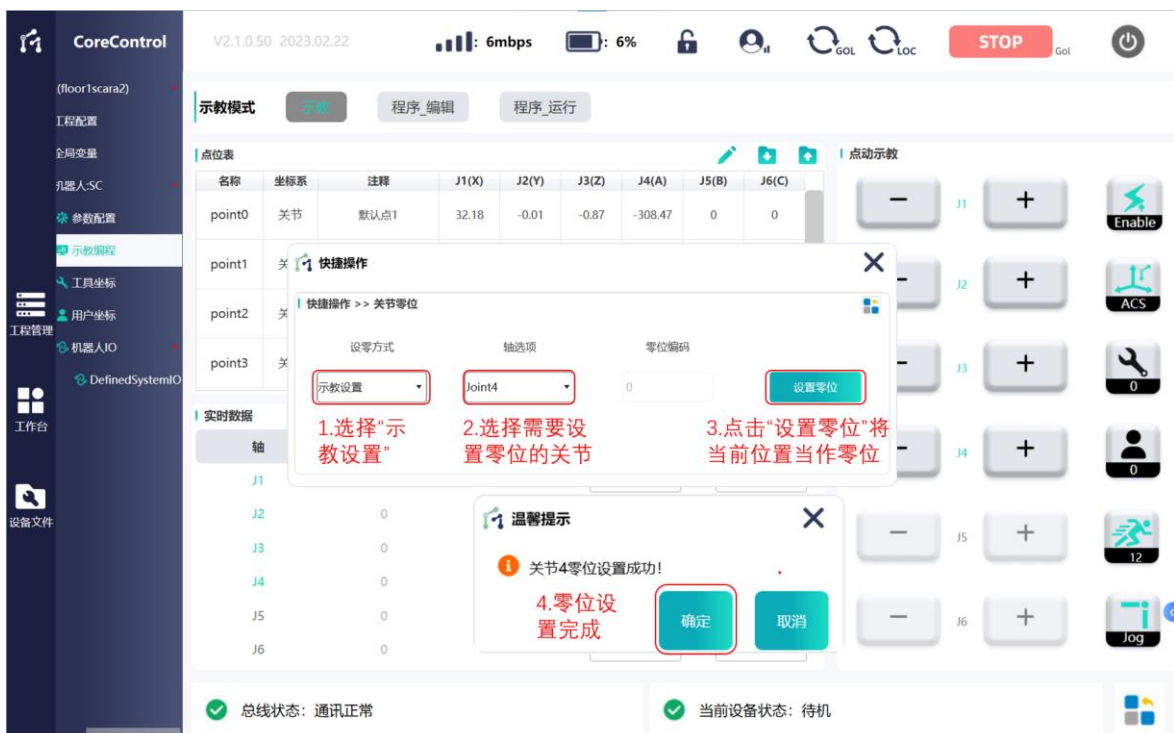 CoreControl
V2.1.0.50 2023.02.22
: 6mbps
: 6%
GOL
LOC
STOP
Gol
(floor1scara2)
工程配置
全局变量
机器人:SC
参数配置
示教编程
工具坐标
用户坐标
机器人IO
DefinedSystemIO
工程管理
工作台
设备文件
示教模式 示教 程序_编辑 程序_运行
点位表
名称 坐标系 注释 J1(X) J2(Y) J3(Z) J4(A) J5(B) J6(C)
point0 关节 默认点1 32.18 -0.01 -0.87 -308.47 0 0
point1
point2
point3
快捷操作
快捷操作 >> 关节零位
设零方式 轴选项 零位编码
示教设置 Joint4 0 设置零位
1.选择“示
教设置”
2.选择需要设
置零位的关节
3.点击“设置零位”将
当前位置当作零位
实时数据
轴
J1
J2 0
J3 0
J4 0
J5 0
J6 0
温馨提示
关节4零位设置成功!
4.零位设
置完成
确定 取消
点动示教
J1
J2
J3
J4
J5
J6
Enable
ACS
0
0
12
Jog
总线状态：通讯正常
当前设备状态：待机